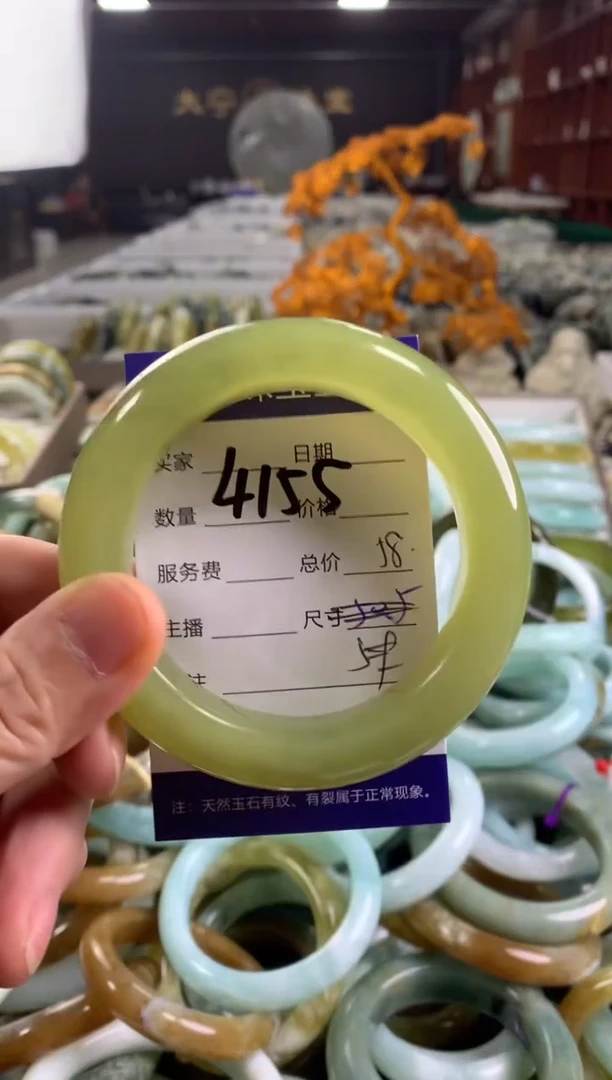 买家 日期
4155
数量 价格
服务费 总价 18.
主播 尺寸
注
注：天然玉石有纹、有裂属于正常现象。